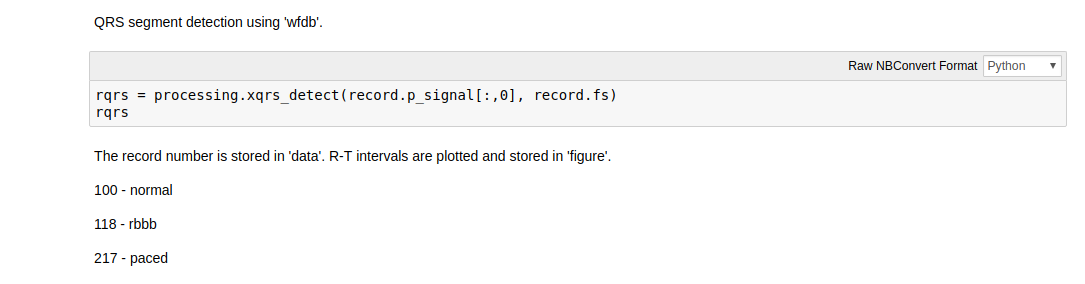 QRS segment detection using 'wfdb'.
Raw NBConvert Format Python
rqrs = processing.xqrs_detect(record.p_signal[:,0], record.fs)
rqrs
The record number is stored in 'data'. R-T intervals are plotted and stored in 'figure'.
100 - normal
118 - rbbb
217 - paced